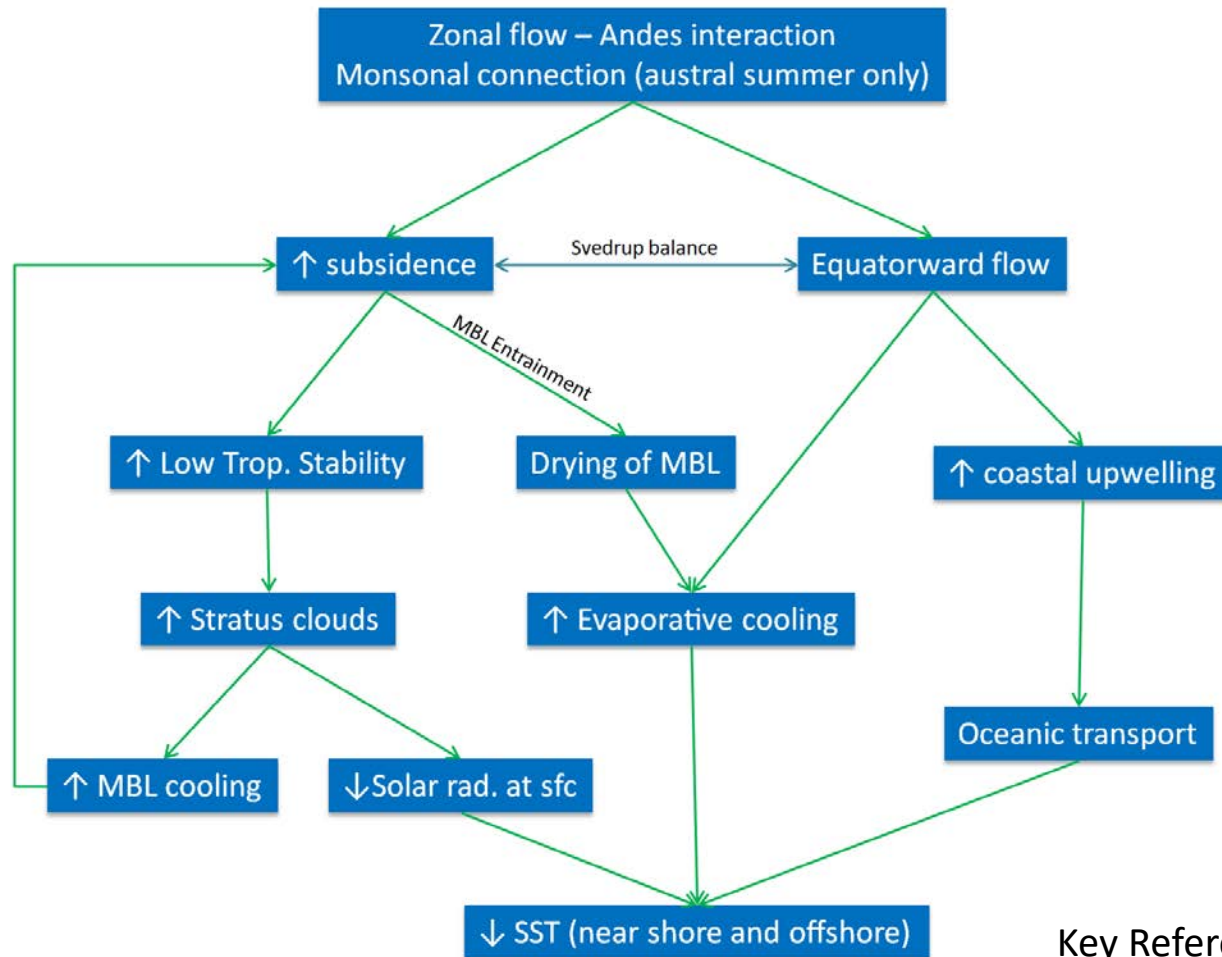 Zonal flow – Andes interaction
Monsonal connection (austral summer only)
↑ subsidence
Svedrup balance
Equatorward flow
MBL Entrainment
↑ Low Trop. Stability
Drying of MBL
↑ coastal upwelling
↑ Stratus clouds
↑ Evaporative cooling
Oceanic transport
↑ MBL cooling
↓Solar rad. at sfc
↓ SST (near shore and offshore)
Key Refere